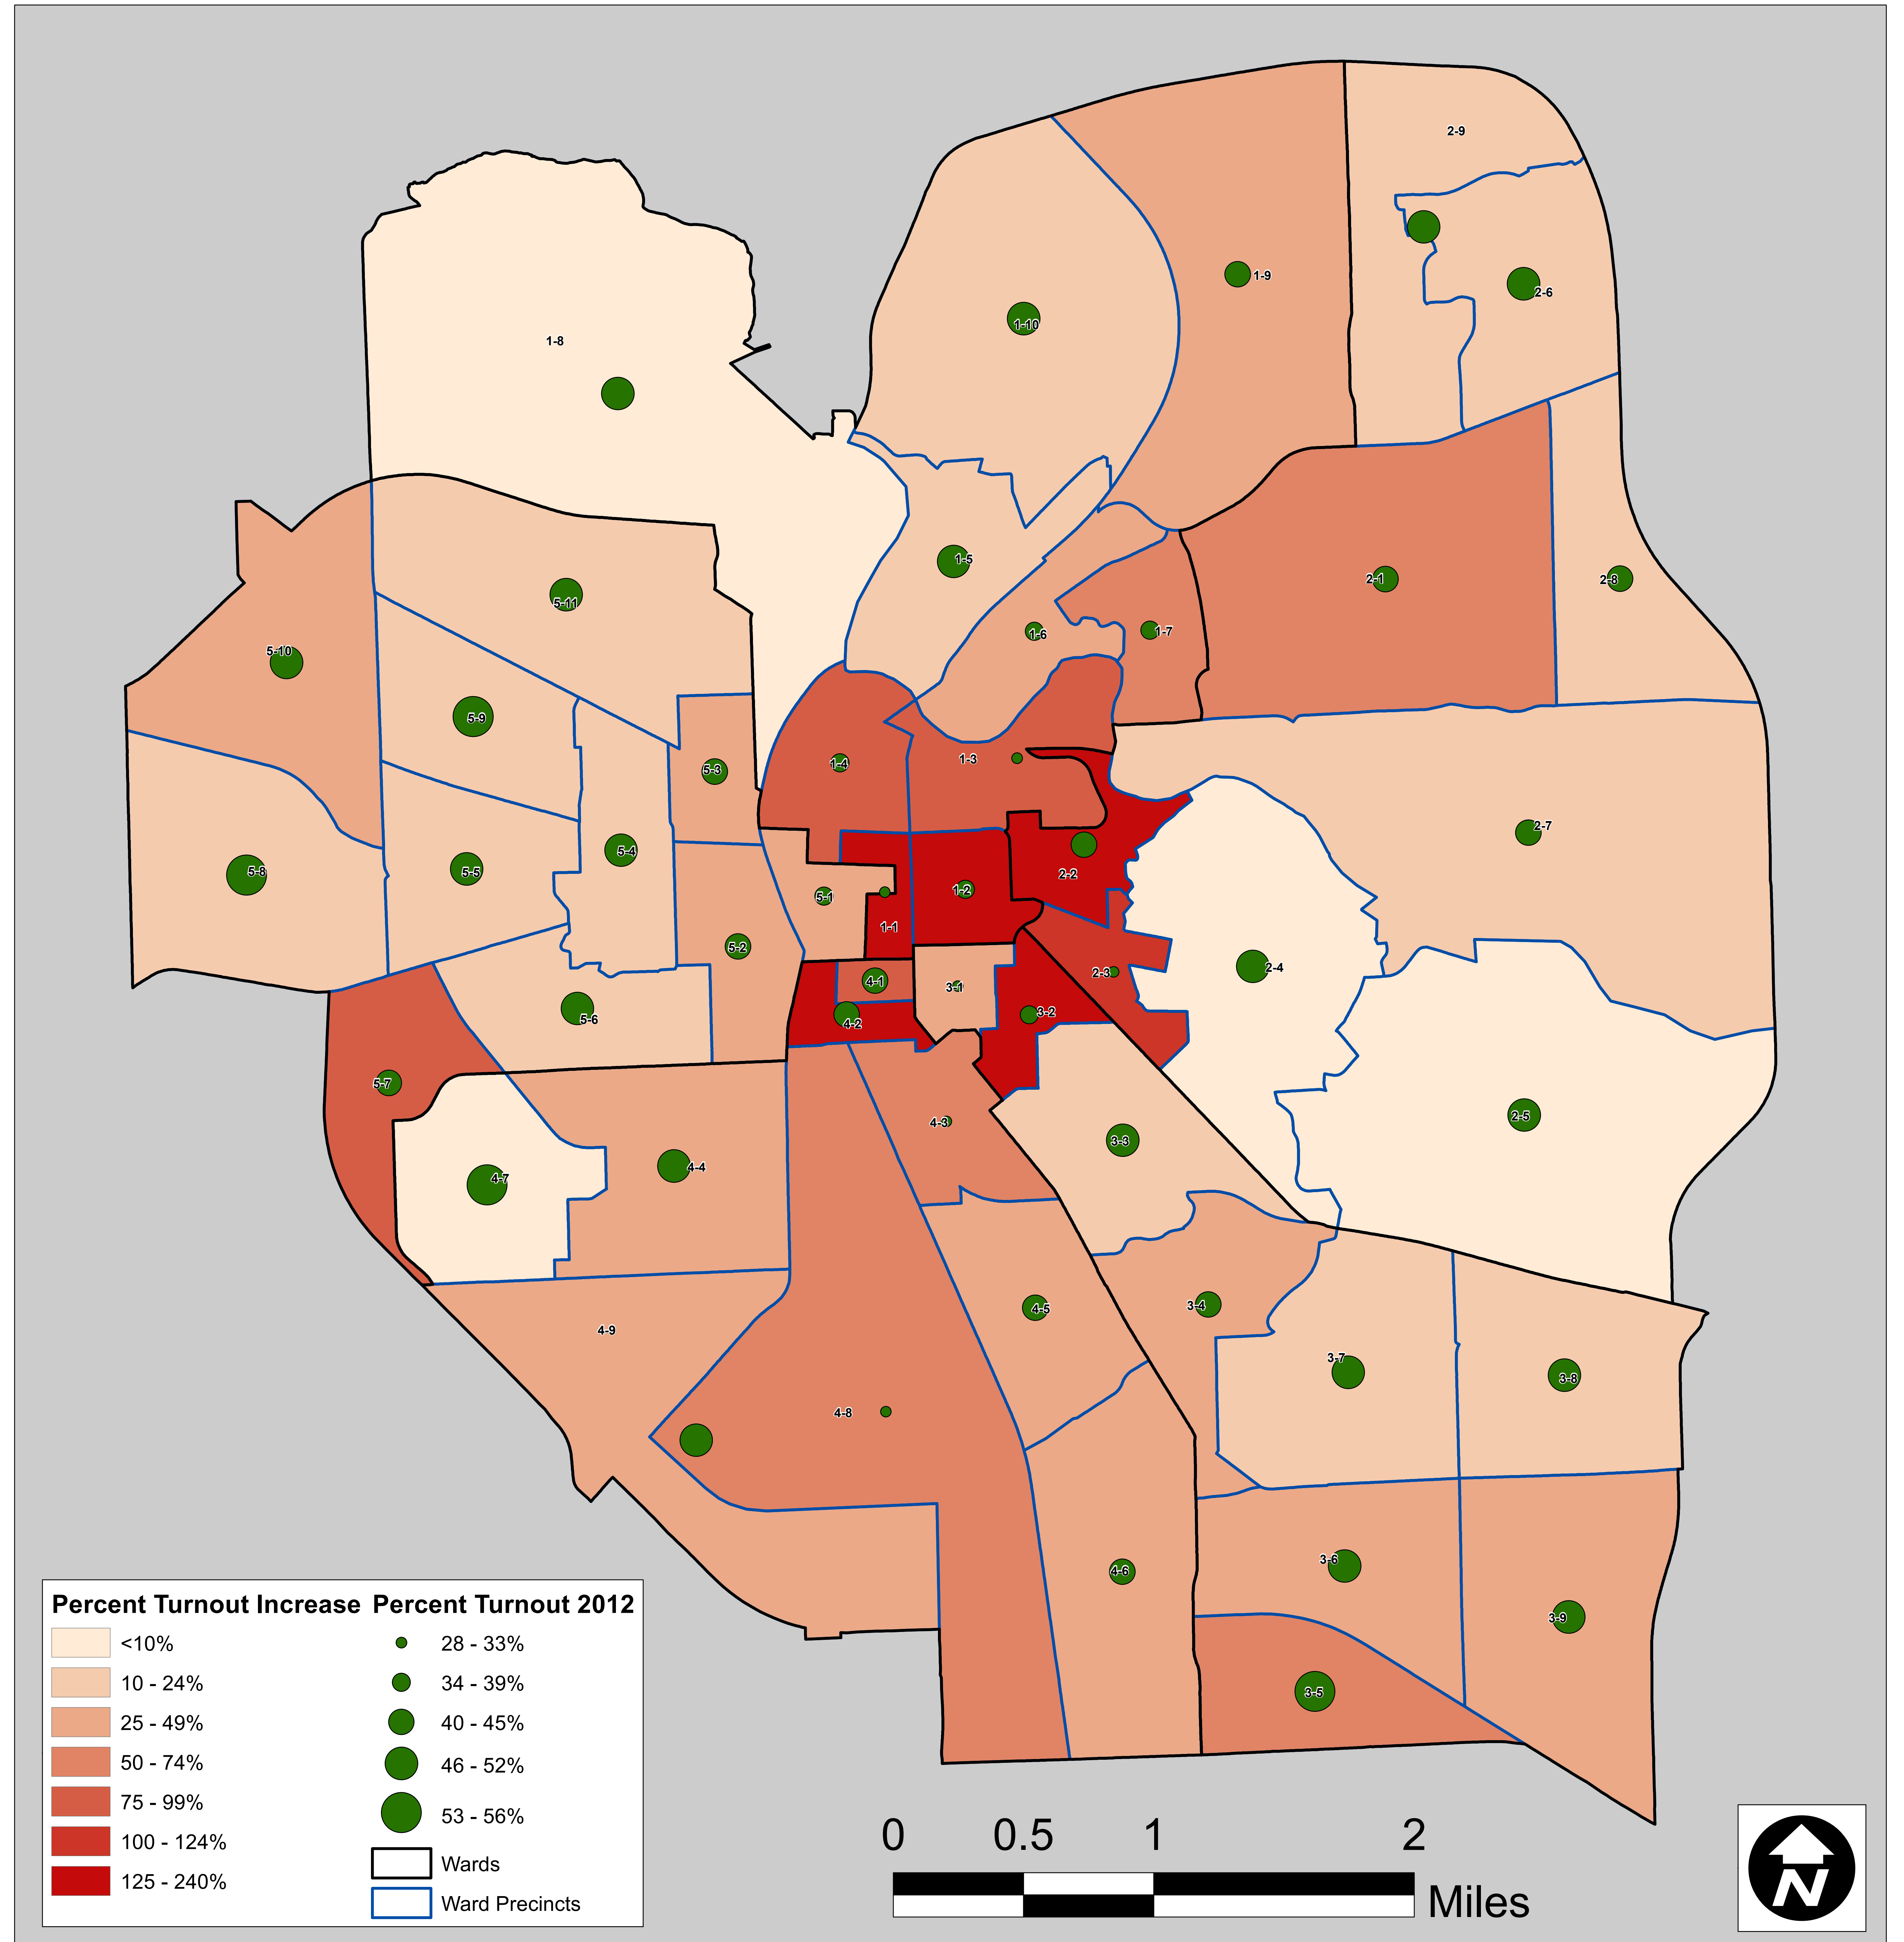 2-9
2-6
1-9
1-10
1-8
1-5
2-1
2-8
5-11
1-6
1-7
5-10
5-9
1-3
1-4
5-3
2-7
5-4
5-8
5-5
2-2
1-2
5-1
1-1
5-2
2-4
2-3
4-1
3-1
3-2
4-2
5-6
5-7
2-5
4-3
3-3
4-4
4-7
3-4
4-5
4-9
3-7
3-8
4-8
3-6
4-6
3-9
3-5
Percent Turnout Increase
<10%
10 - 24%
25 - 49%
50 - 74%
75 - 99%
100 - 124%
125 - 240%
Percent Turnout 2012
28 - 33%
34 - 39%
40 - 45%
46 - 52%
53 - 56%
Wards
Ward Precincts
0 0.5 1 2
Miles
N